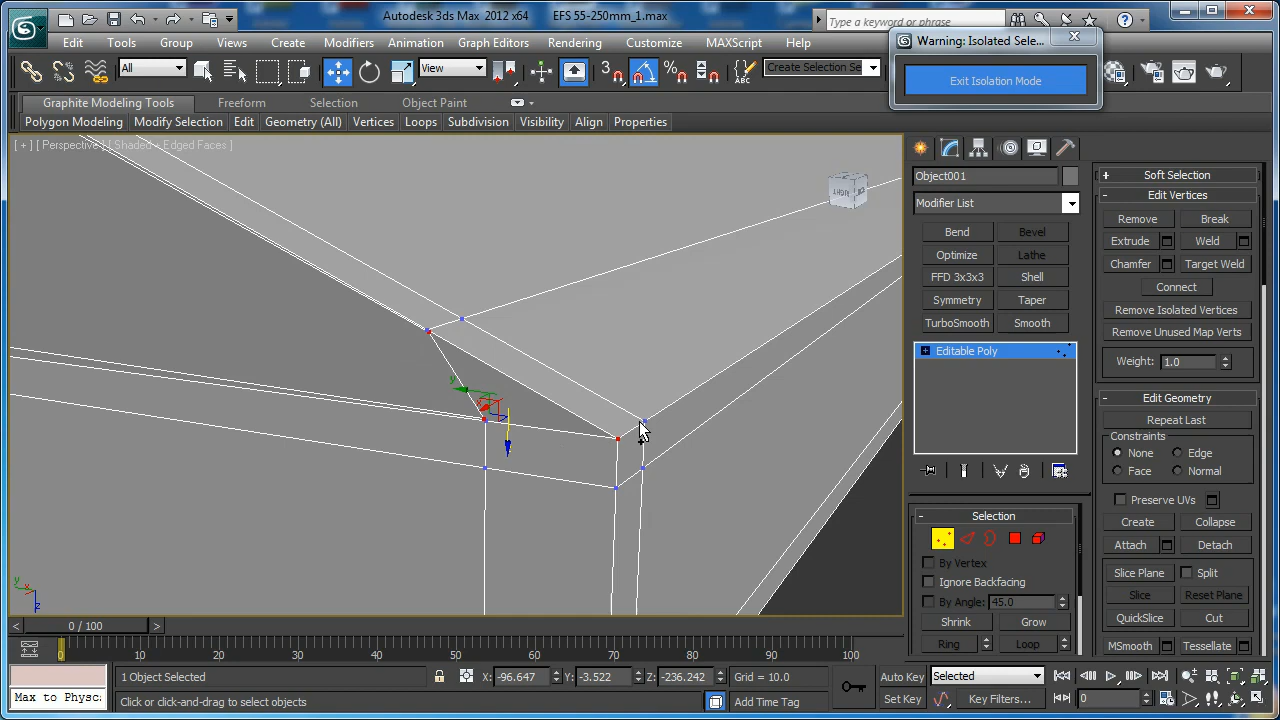 Autodesk 3ds Max 2012 x64 EFS 55-250mm_1.max
Type a keyword or phrase
Edit Tools Group Views Create Modifiers Animation Graph Editors Rendering Customize MAXScript Help
Warning: Isolated Sele...
Exit Isolation Mode
All View 3 Create Selection Se
Graphite Modeling Tools Freeform Selection Object Paint
Polygon Modeling Modify Selection Edit Geometry (All) Vertices Loops Subdivision Visibility Align Properties
[ + ] [ Perspective ] [ Shaded + Edged Faces ]
RIGHT
Object001
Modifier List
Bend Bevel
Optimize Lathe
FFD 3x3x3 Shell
Symmetry Taper
TurboSmooth Smooth
Editable Poly
Selection
By Vertex
Ignore Backfacing
By Angle: 45.0
Shrink Grow
Ring Loop
Soft Selection
Edit Vertices
Remove Break
Extrude Weld
Chamfer Target Weld
Connect
Remove Isolated Vertices
Remove Unused Map Verts
Weight: 1.0
Edit Geometry
Repeat Last
Constraints
None Edge
Face Normal
Preserve UVs
Create Collapse
Attach Detach
Slice Plane Split
Slice Reset Plane
QuickSlice Cut
MSmooth Tessellate
y x z
y x z
< 0 / 100 >
0 10 20 30 40 50 60 70 80 90 100
1 Object Selected X: -96.647 Y: -3.522 Z: -236.242 Grid = 10.0 Auto Key Selected
Max to Physca Click or click-and-drag to select objects Add Time Tag Set Key Key Filters... 0